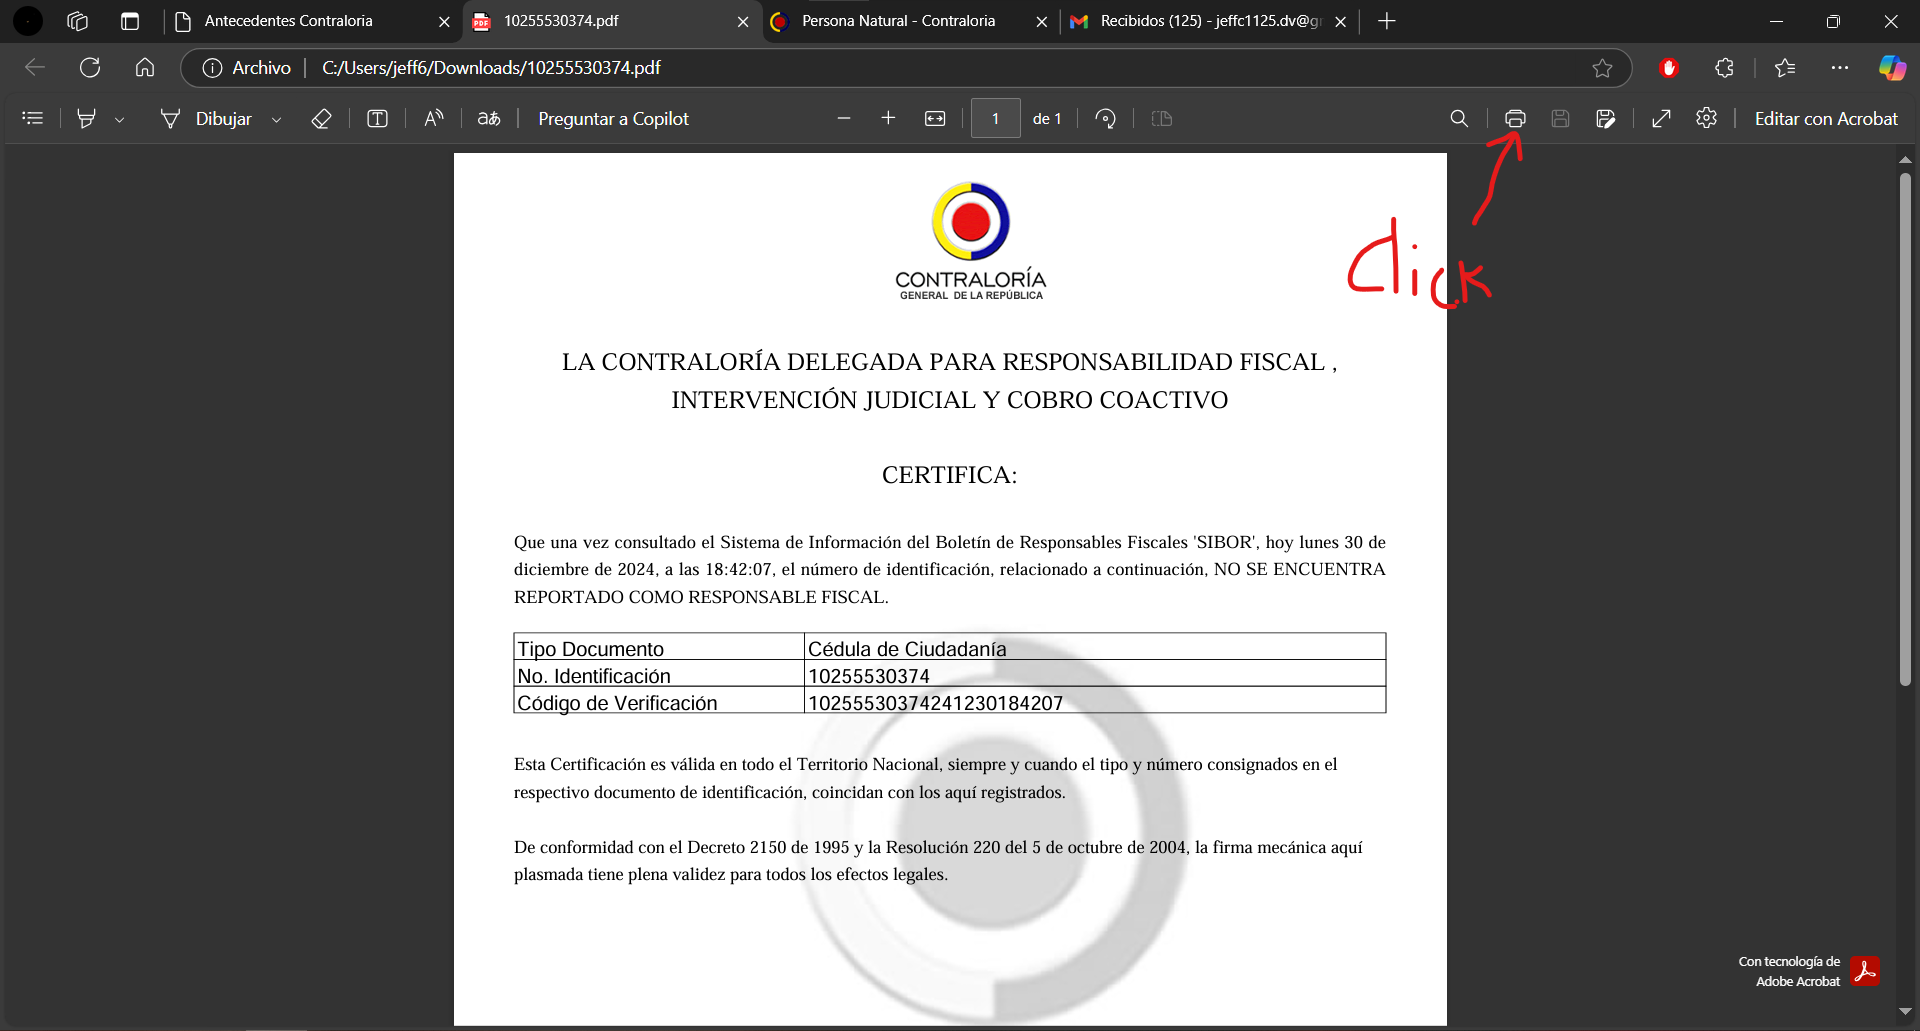 Antecedentes Contraloria
10255530374.pdf
Persona Natural - Contraloria
Recibidos (125) - jeffc1125.dv@gr
Archivo
C:/Users/jeff6/Downloads/10255530374.pdf
Dibujar
Preguntar a Copilot
1 de 1
Editar con Acrobat
Click
CONTRALORÍA
GENERAL DE LA REPÚBLICA
LA CONTRALORÍA DELEGADA PARA RESPONSABILIDAD FISCAL ,
INTERVENCIÓN JUDICIAL Y COBRO COACTIVO
CERTIFICA:
Que una vez consultado el Sistema de Información del Boletín de Responsables Fiscales 'SIBOR', hoy lunes 30 de
diciembre de 2024, a las 18:42:07, el número de identificación, relacionado a continuación, NO SE ENCUENTRA
REPORTADO COMO RESPONSABLE FISCAL.
Tipo Documento Cédula de Ciudadanía
No. Identificación 10255530374
Código de Verificación 10255530374241230184207
Esta Certificación es válida en todo el Territorio Nacional, siempre y cuando el tipo y número consignados en el
respectivo documento de identificación, coincidan con los aquí registrados.
De conformidad con el Decreto 2150 de 1995 y la Resolución 220 del 5 de octubre de 2004, la firma mecánica aquí
plasmada tiene plena validez para todos los efectos legales.
Con tecnología de
Adobe Acrobat